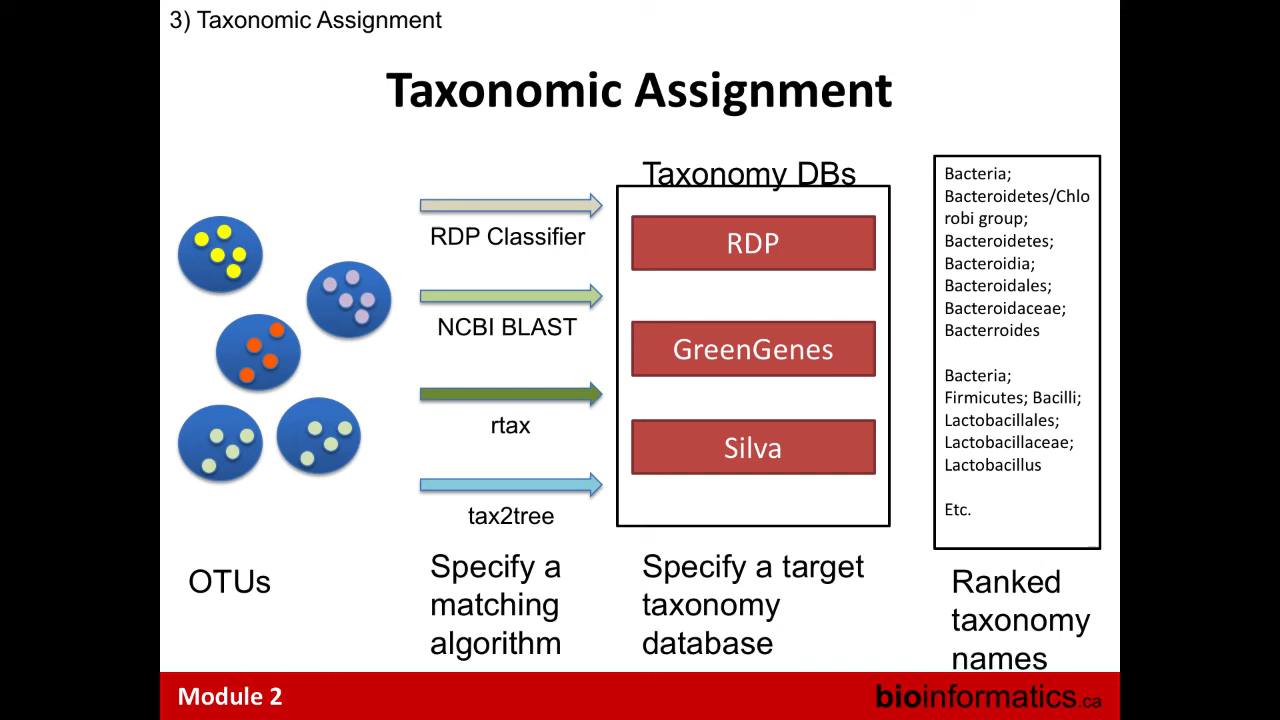 3) Taxonomic Assignment
Taxonomic Assignment
Taxonomy DBs
RDP Classifier
NCBI BLAST
rtax
tax2tree
RDP
GreenGenes
Silva
Bacteria;
Bacteroidetes/Chlo
robi group;
Bacteroidetes;
Bacteroidia;
Bacteroidales;
Bacteroidaceae;
Bacterroides
Bacteria;
Firmicutes; Bacilli;
Lactobacillales;
Lactobacillaceae;
Lactobacillus
Etc.
OTUs
Specify a
matching
algorithm
Specify a target
taxonomy
database
Ranked
taxonomy
names
Module 2
bioinformatics.ca